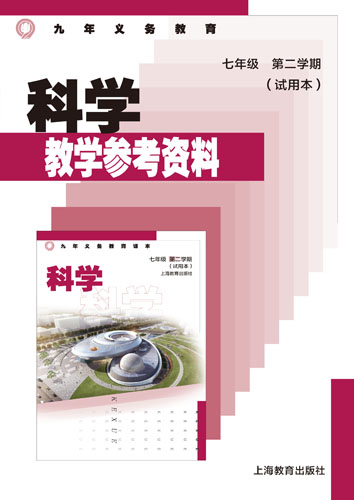 九年义务教育
七年级 第二学期
（试用本）
科学
教学参考资料
九年义务教育课本
七年级 第二学期
（试用本）
上海教育出版社
科学
科学
KEXUE
上海教育出版社